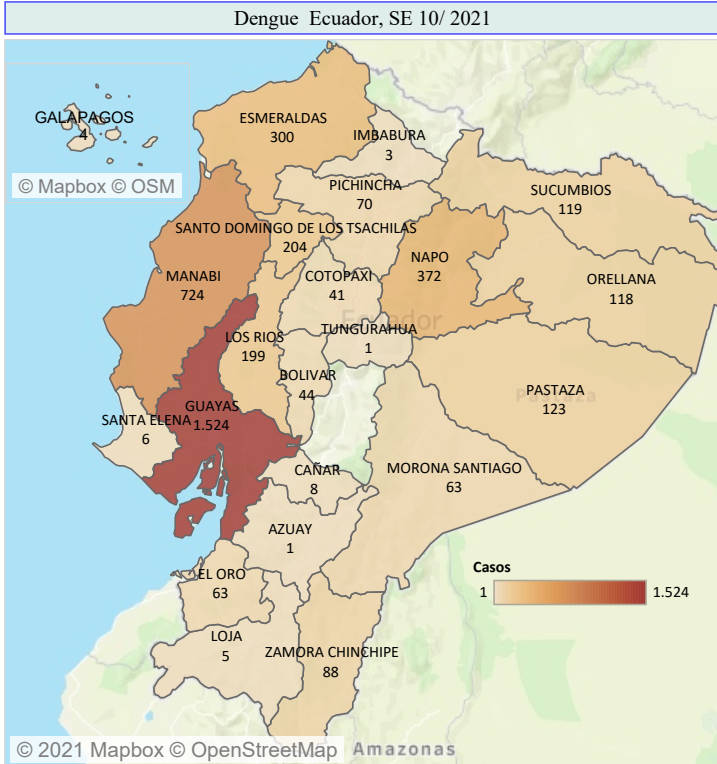 Dengue Ecuador, SE 10/ 2021
GALAPAGOS
4
© Mapbox © OSM
ESMERALDAS
300
IMBABURA
3
PICHINCHA
70
SUCUMBIOS
119
SANTO DOMINGO DE LOS TSACHILAS
204
MANABI
724
COTOPAXI
41
NAPO
372
ORELLANA
118
Ecuador
TUNGURAHUA
1
LOS RIOS
199
BOLIVAR
44
Pastaza
PASTAZA
123
SANTA ELENA
6
GUAYAS
1.524
CAÑAR
8
MORONA SANTIAGO
63
AZUAY
1
EL ORO
63
Casos
1
1.524
LOJA
5
ZAMORA CHINCHIPE
88
© 2021 Mapbox © OpenStreetMap
Amazonas